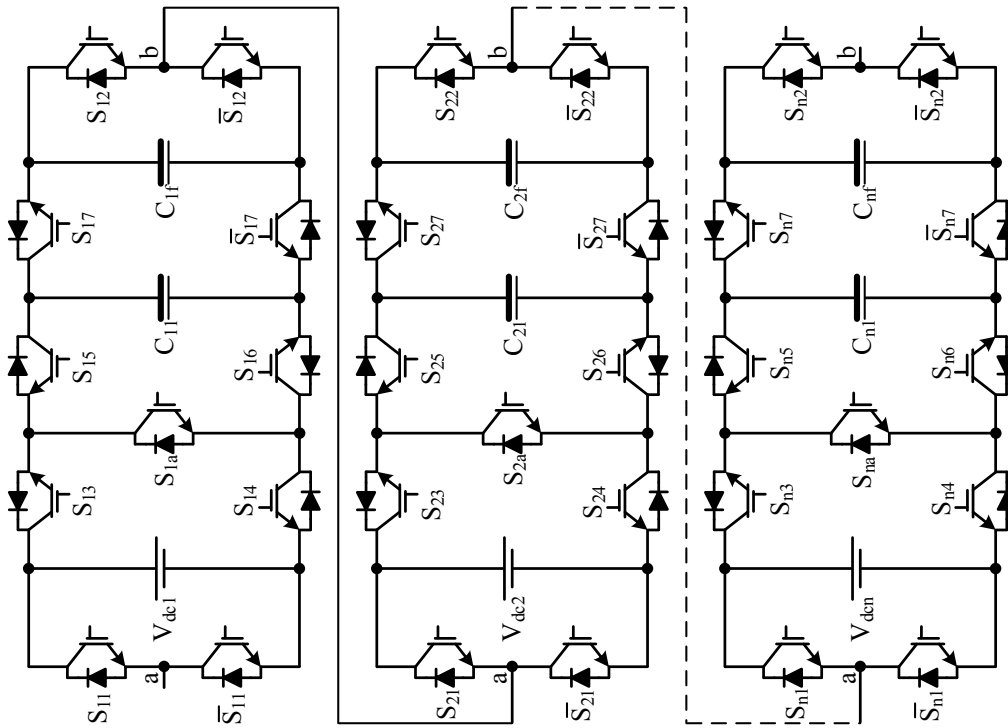 S11 S13 S15 S17 S12
a Vdc1 S1a C11 C1f b
S̅11 S14 S16 S̅17 S̅12
S21 S23 S25 S27 S22
a Vdc2 S2a C21 C2f b
S̅21 S24 S26 S̅27 S̅22
Sn1 Sn3 Sn5 Sn7 Sn2
a Vdcn Sna Cn1 Cnf b
S̅n1 Sn4 Sn6 S̅n7 S̅n2